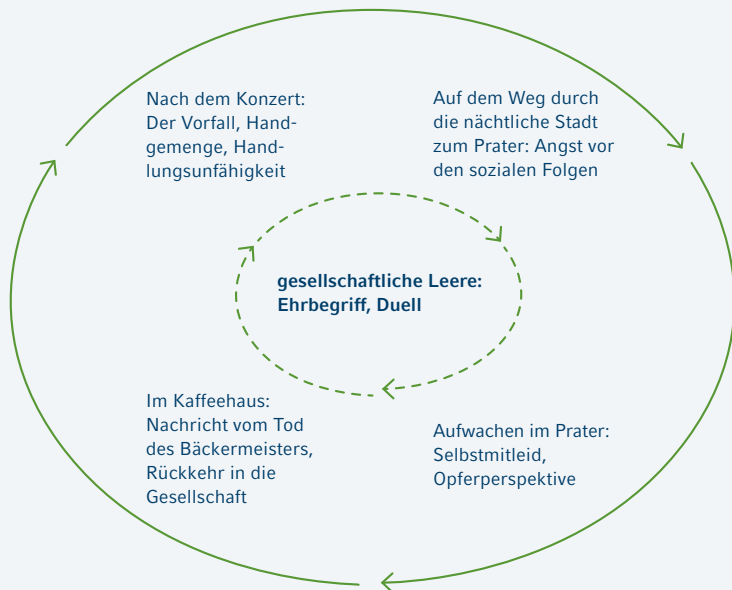 Nach dem Konzert:
Der Vorfall, Hand-
gemenge, Hand-
lungsunfähigkeit
Auf dem Weg durch
die nächtliche Stadt
zum Prater: Angst vor
den sozialen Folgen
gesellschaftliche Leere:
Ehrbegriff, Duell
Im Kaffeehaus:
Nachricht vom Tod
des Bäckermeisters,
Rückkehr in die
Gesellschaft
Aufwachen im Prater:
Selbstmitleid,
Opferperspektive